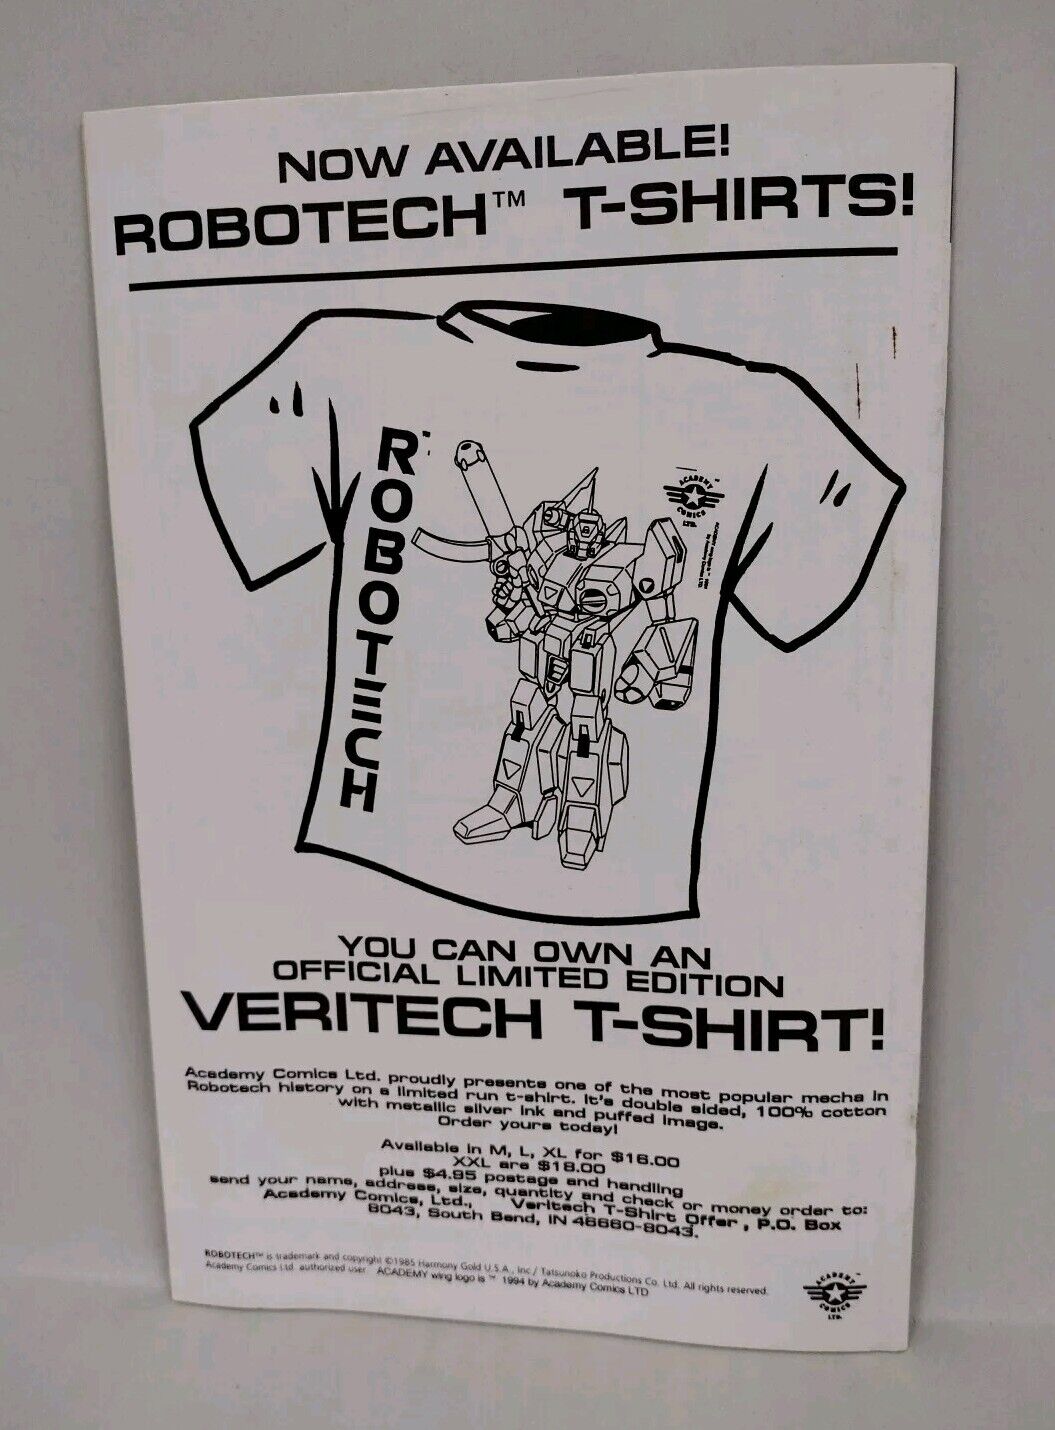 NOW AVAILABLE!
ROBOTECH™ T-SHIRTS!
ROBOTECH
ACADEMY
COMICS
LTD.
YOU CAN OWN AN
OFFICIAL LIMITED EDITION
VERITECH T-SHIRT!
Academy Comics Ltd. proudly presents one of the most popular mecha in
Robotech history on a limited run t-shirt. It's double sided, 100% cotton
with metallic silver ink and puffed image.
Order yours today!
Available in M, L, XL for $16.00
XXL are $18.00
plus $4.95 postage and handling
send your name, address, size, quantity and check or money order to:
Academy Comics, Ltd., Veritech T-Shirt Offer, P.O. Box
8043, South Bend, IN 46660-8043.
ROBOTECH™ is trademark and copyright ©1985 Harmony Gold U.S.A., Inc / Tatsunoko Productions Co. Ltd. All rights reserved.
Academy Comics Ltd. authorized user. ACADEMY wing logo is ™ 1994 by Academy Comics LTD
ACADEMY™
COMICS
LTD.